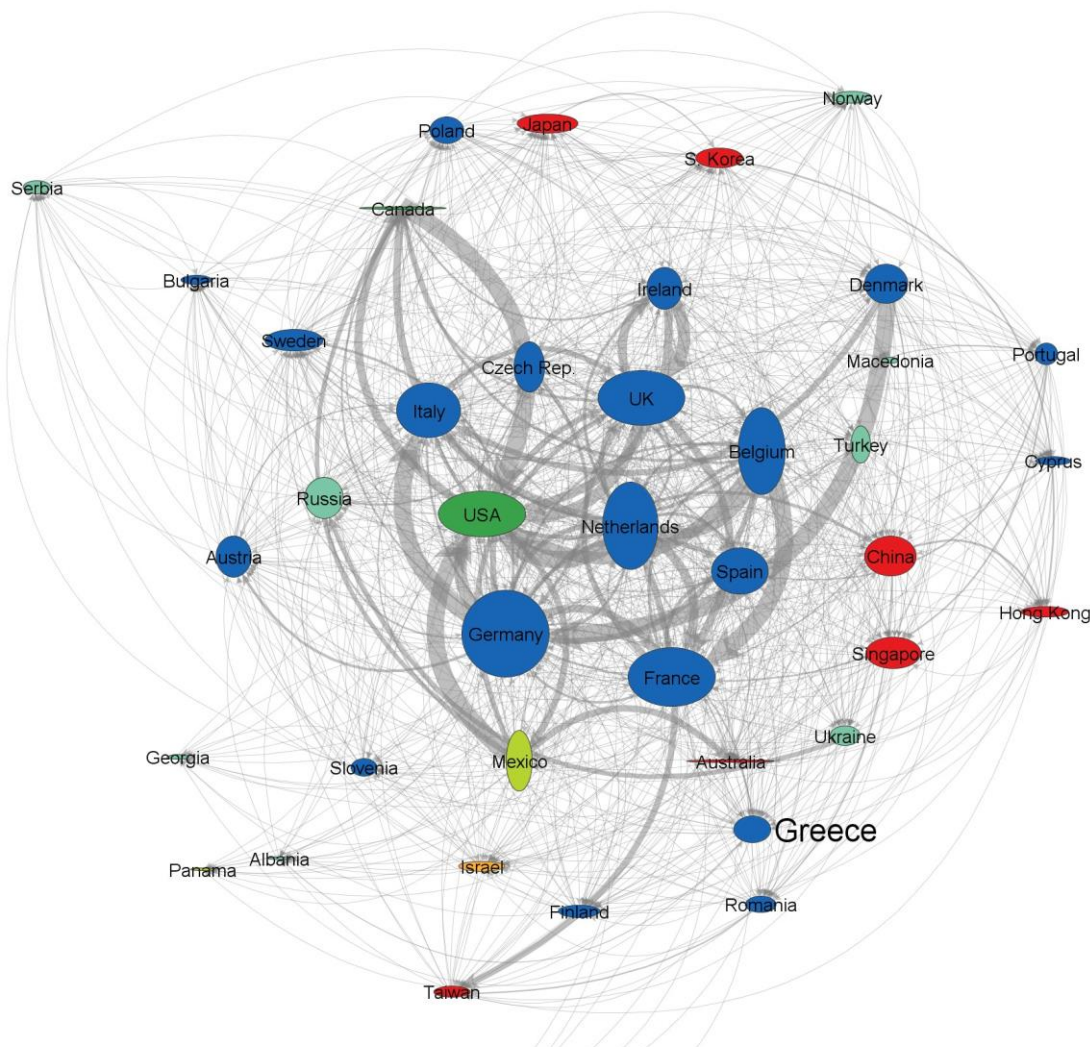 Norway
Japan
Poland
S. Korea
Serbia
Canada
Bulgaria
Ireland
Denmark
Sweden
Macedonia
Portugal
Czech Rep.
UK
Italy
Turkey
Belgium
Cyprus
Russia
USA
Netherlands
Austria
China
Spain
Hong Kong
Germany
Singapore
France
Ukraine
Georgia
Mexico
Australia
Slovenia
Greece
Albania
Israel
Panama
Romania
Finland
Taiwan